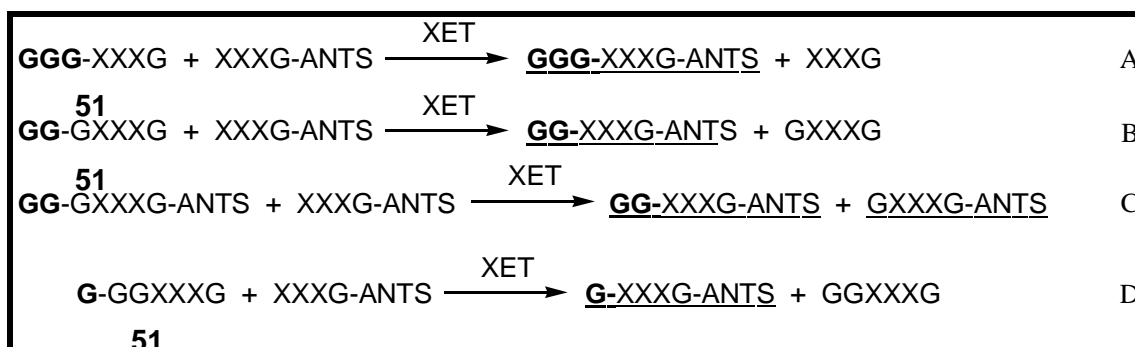 XET
GGG-XXXG + XXXG-ANTS GGG-XXXG-ANTS + XXXG A
51
XET
GG-GXXXG + XXXG-ANTS GG-XXXG-ANTS + GXXXG B
51
XET
GG-GXXXG-ANTS + XXXG-ANTS GG-XXXG-ANTS + GXXXG-ANTS C
XET
G-GGXXXG + XXXG-ANTS G-XXXG-ANTS + GGXXXG D
51